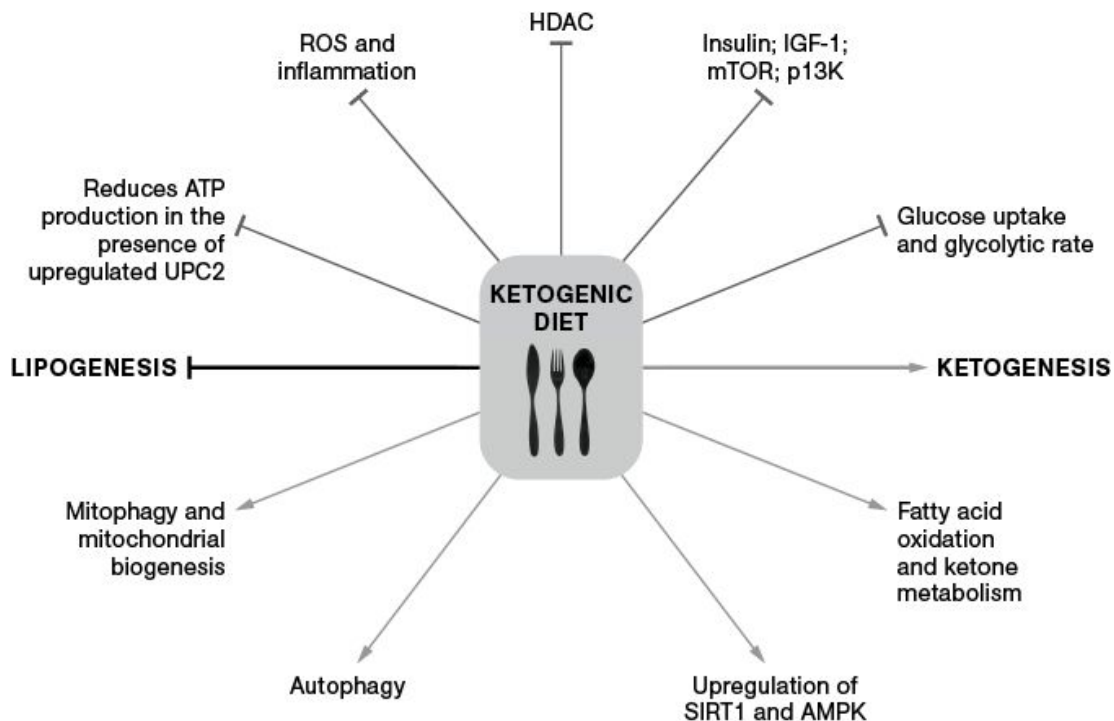 HDAC
ROS and
inflammation
Insulin; IGF-1;
mTOR; p13K
Reduces ATP
production in the
presence of
upregulated UPC2
Glucose uptake
and glycolytic rate
KETOGENIC
DIET
LIPOGENESIS
KETOGENESIS
Mitophagy and
mitochondrial
biogenesis
Fatty acid
oxidation
and ketone
metabolism
Autophagy
Upregulation of
SIRT1 and AMPK